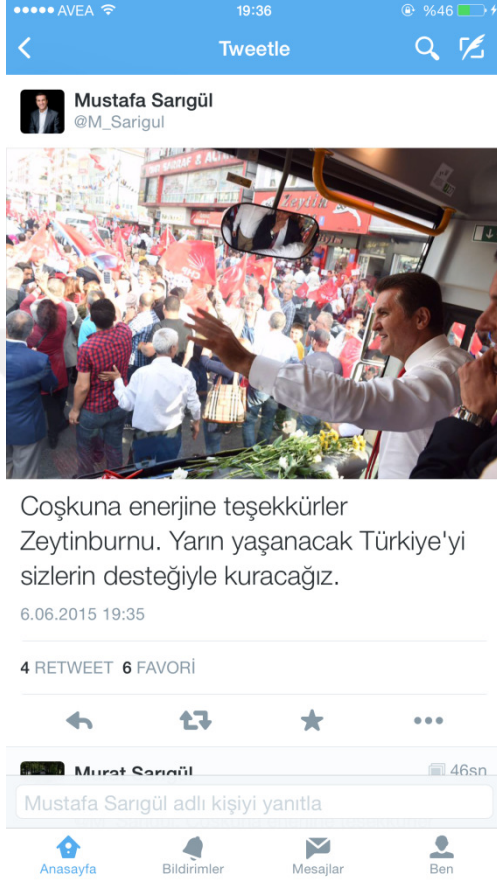 AVEA 19:36 %46
Tweetle
Mustafa Sarıgül
@M_Sarigul
Zeytin
CHP
Coşkuna enerjine teşekkürler
Zeytinburnu. Yarın yaşanacak Türkiye'yi
sizlerin desteğiyle kuracağız.
6.06.2015 19:35
4 RETWEET 6 FAVORİ
Murat Sarıgül 46sn
Mustafa Sarıgül adlı kişiyi yanıtla
Anasayfa Bildirimler Mesajlar Ben